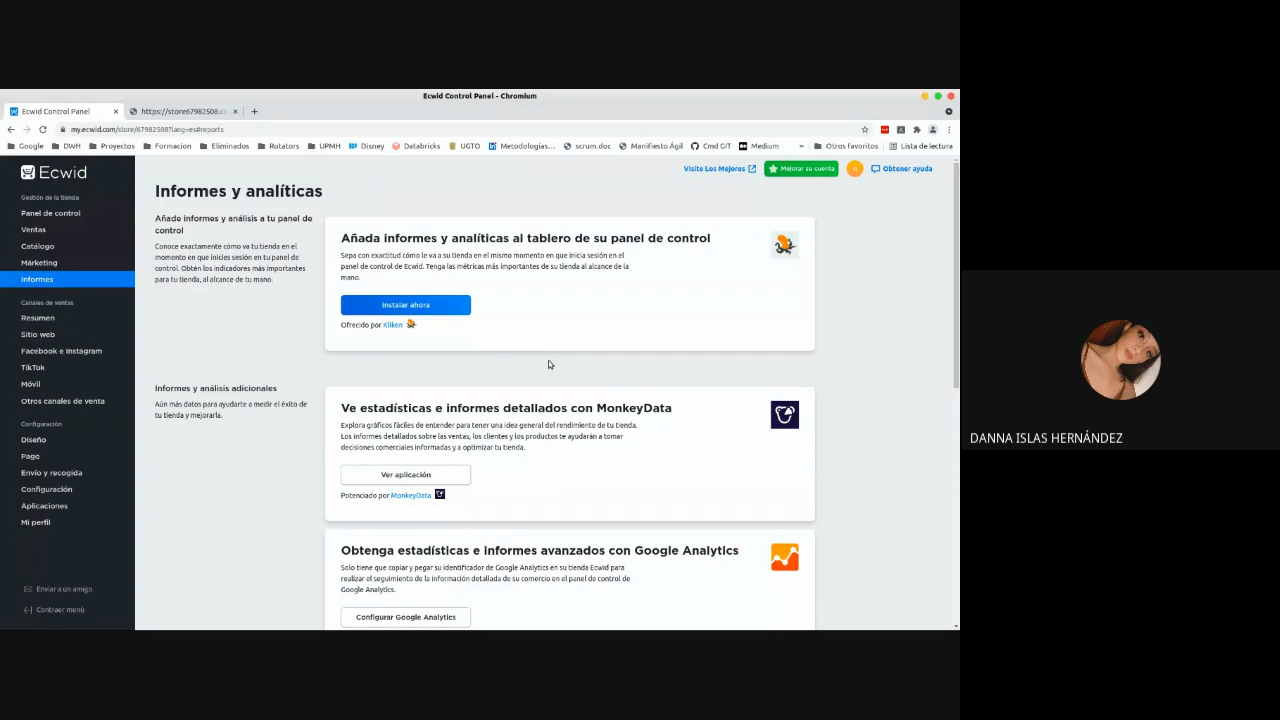 Ecwid Control Panel - Chromium
Ecwid Control Panel
https://store67982508.c
my.ecwid.com/store/67982508?lang=es#reports
Google DWH Proyectos Formacion Eliminados Rotators UPMH Disney Databricks UGTO Metodologías... scrum.doc Manifiesto Ágil Cmd GIT Medium » Otros favoritos Lista de lectura
Ecwid
Gestión de la tienda
Panel de control
Ventas
Catálogo
Márketing
Informes
Canales de ventas
Resumen
Sitio web
Facebook e Instagram
TikTok
Móvil
Otros canales de venta
Configuración
Diseño
Pago
Envío y recogida
Configuración
Aplicaciones
Mi perfil
Enviar a un amigo
Contraer menú
Visite Los Mejores
Mejorar su cuenta
Obtener ayuda
Informes y analíticas
Añade informes y análisis a tu panel de
control
Conoce exactamente cómo va tu tienda en el
momento en que inicies sesión en tu panel de
control. Obtén los indicadores más importantes
para tu tienda, al alcance de tu mano.
Añada informes y analíticas al tablero de su panel de control
Sepa con exactitud cómo le va a su tienda en el mismo momento en que inicia sesión en el
panel de control de Ecwid. Tenga las métricas más importantes de su tienda al alcance de la
mano.
Instalar ahora
Ofrecido por Kliken
Informes y análisis adicionales
Aún más datos para ayudarte a medir el éxito de
tu tienda y mejorarla.
Ve estadísticas e informes detallados con MonkeyData
Explora gráficos fáciles de entender para tener una idea general del rendimiento de tu tienda.
Los informes detallados sobre las ventas, los clientes y los productos te ayudarán a tomar
decisiones comerciales informadas y a optimizar tu tienda.
Ver aplicación
Potenciado por MonkeyData
Obtenga estadísticas e informes avanzados con Google Analytics
Solo tiene que copiar y pegar su identificador de Google Analytics en su tienda Ecwid para
realizar el seguimiento de la información detallada de su comercio en el panel de control de
Google Analytics.
Configurar Google Analytics
DANNA ISLAS HERNÁNDEZ